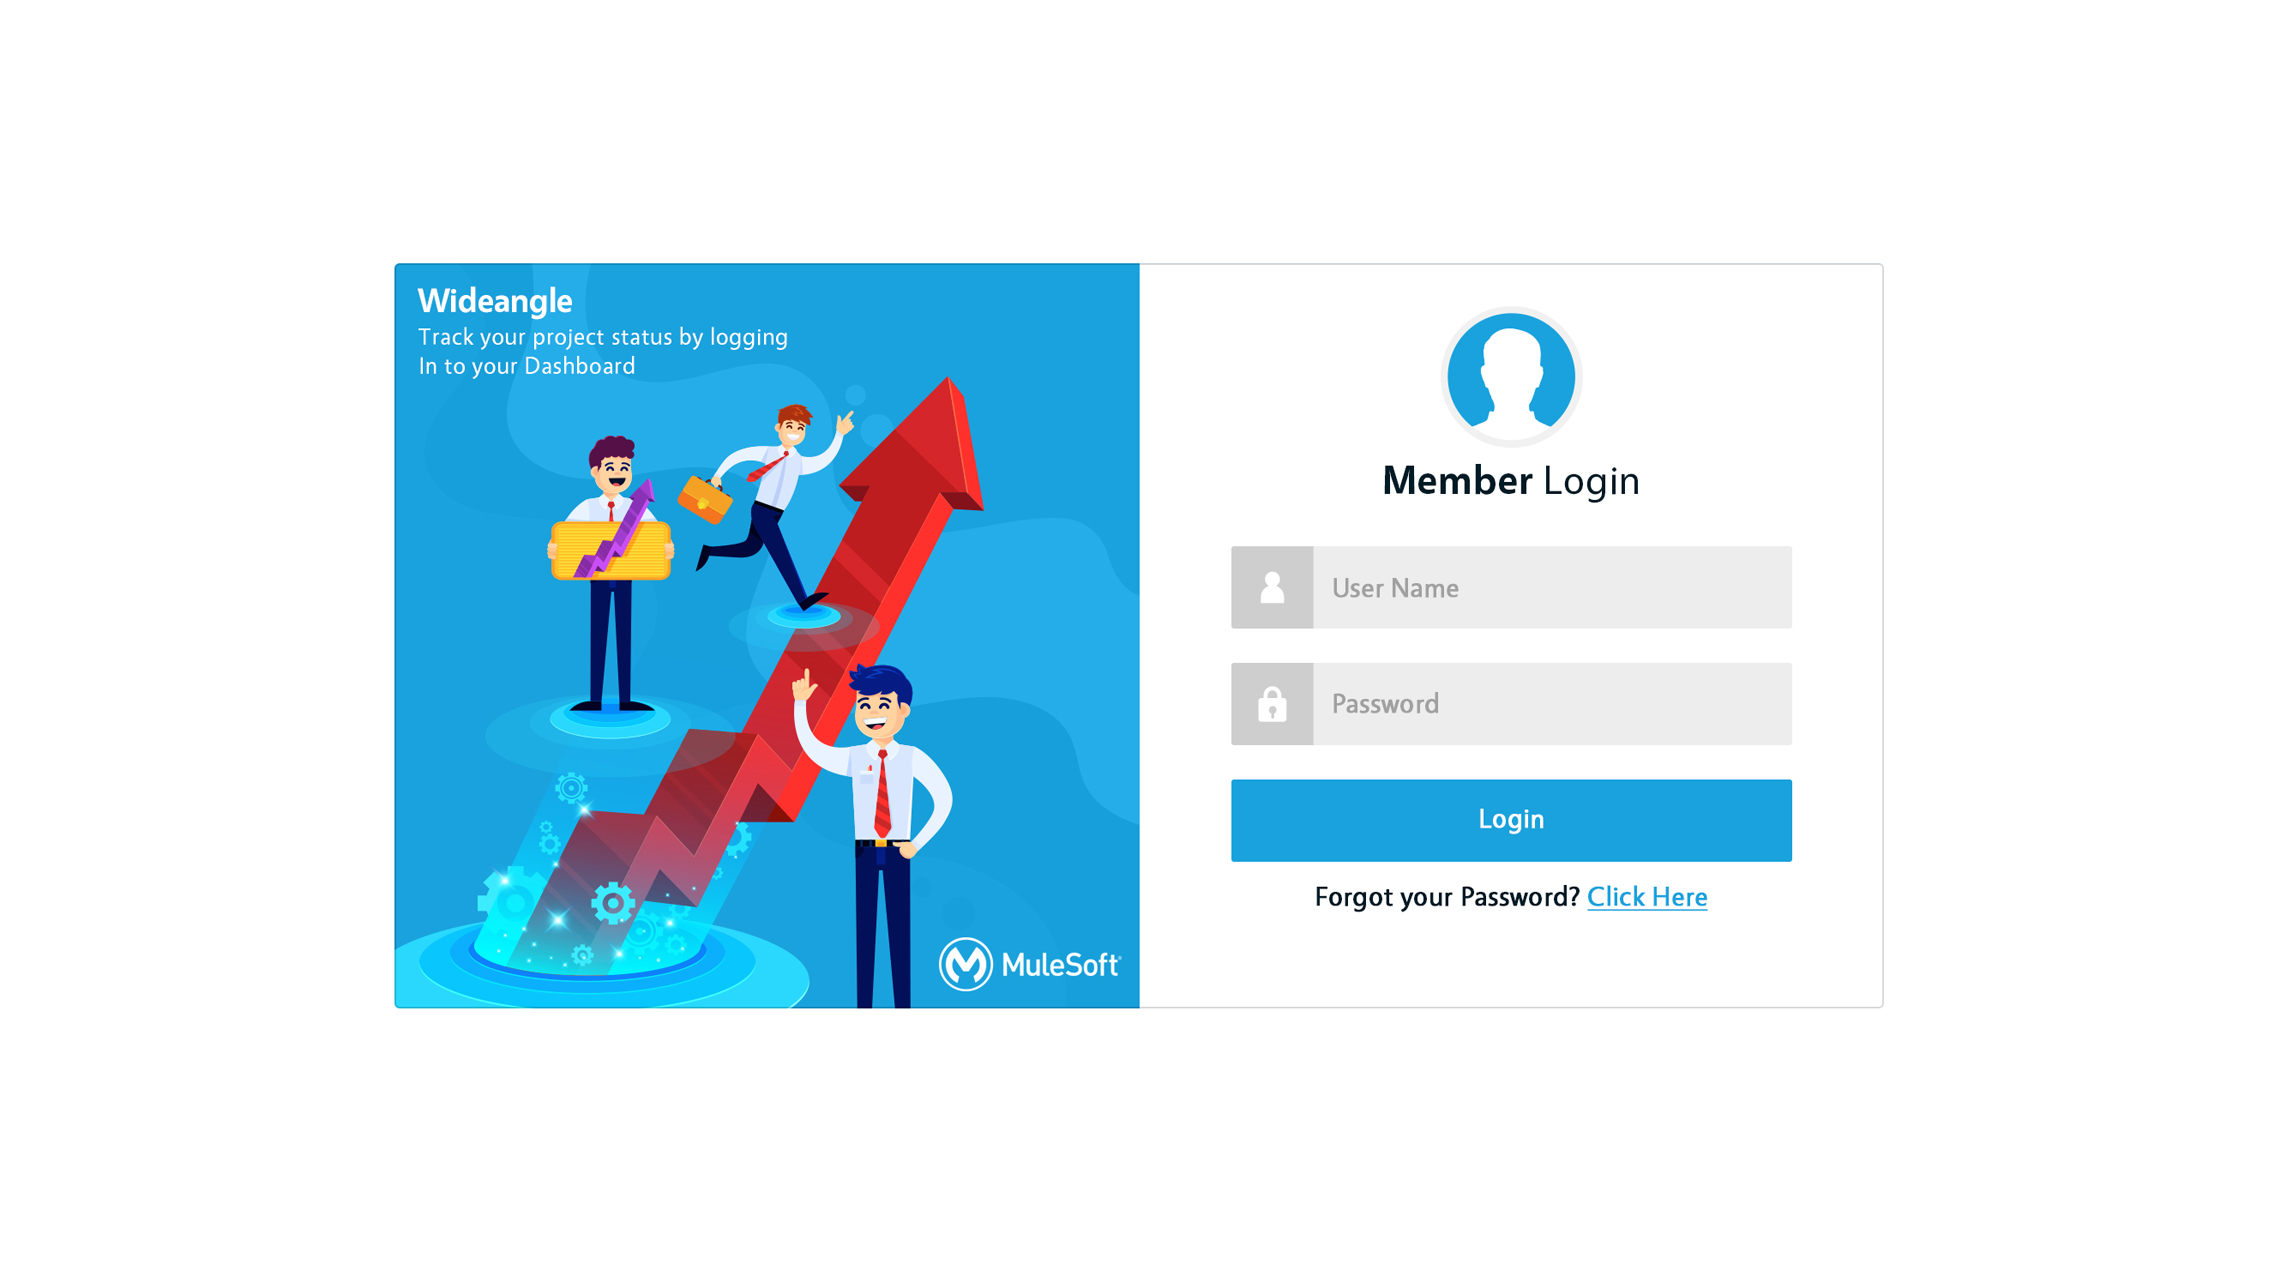 Wideangle
Track your project status by logging
In to your Dashboard
MuleSoft
Member Login
User Name
Password
Login
Forgot your Password? Click Here